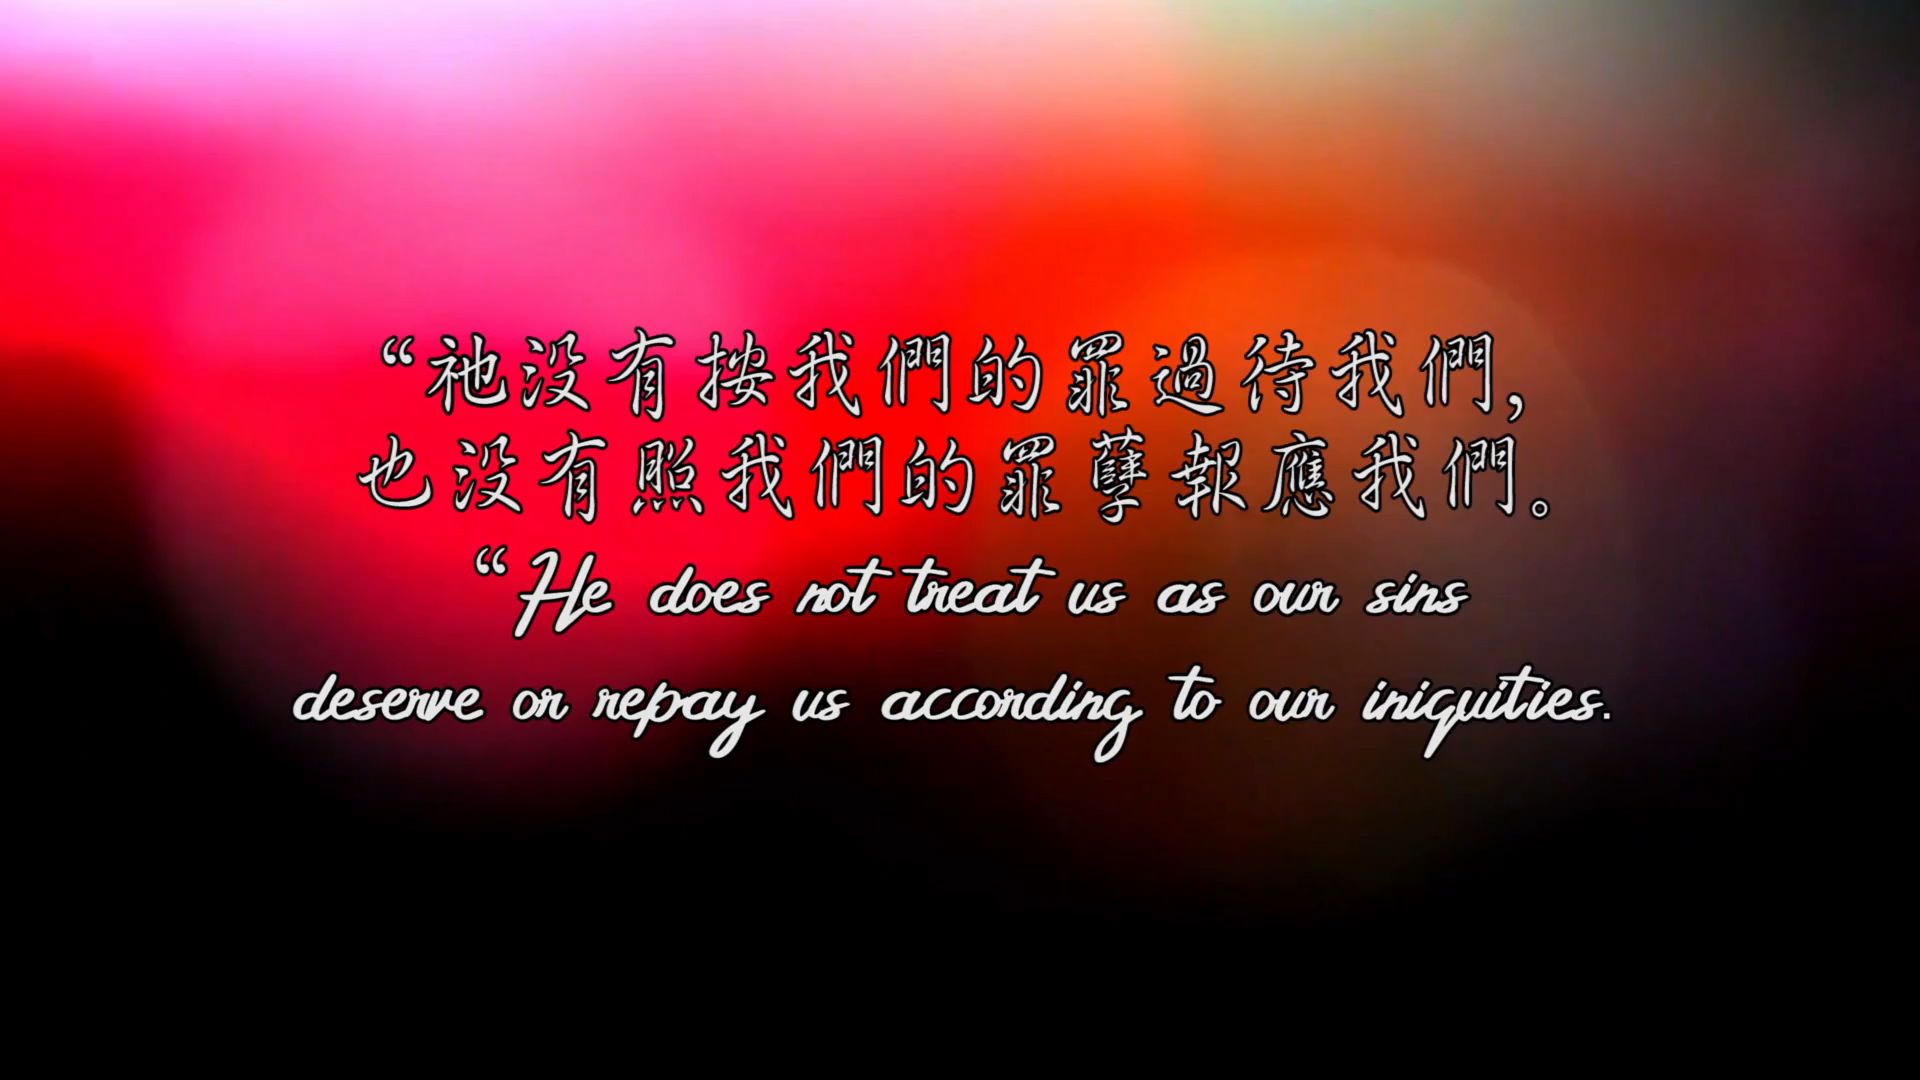 “祂没有按我們的罪過待我們,
也没有照我們的罪孽報應我們。
“He does not treat us as our sins
deserve or repay us according to our iniquities.